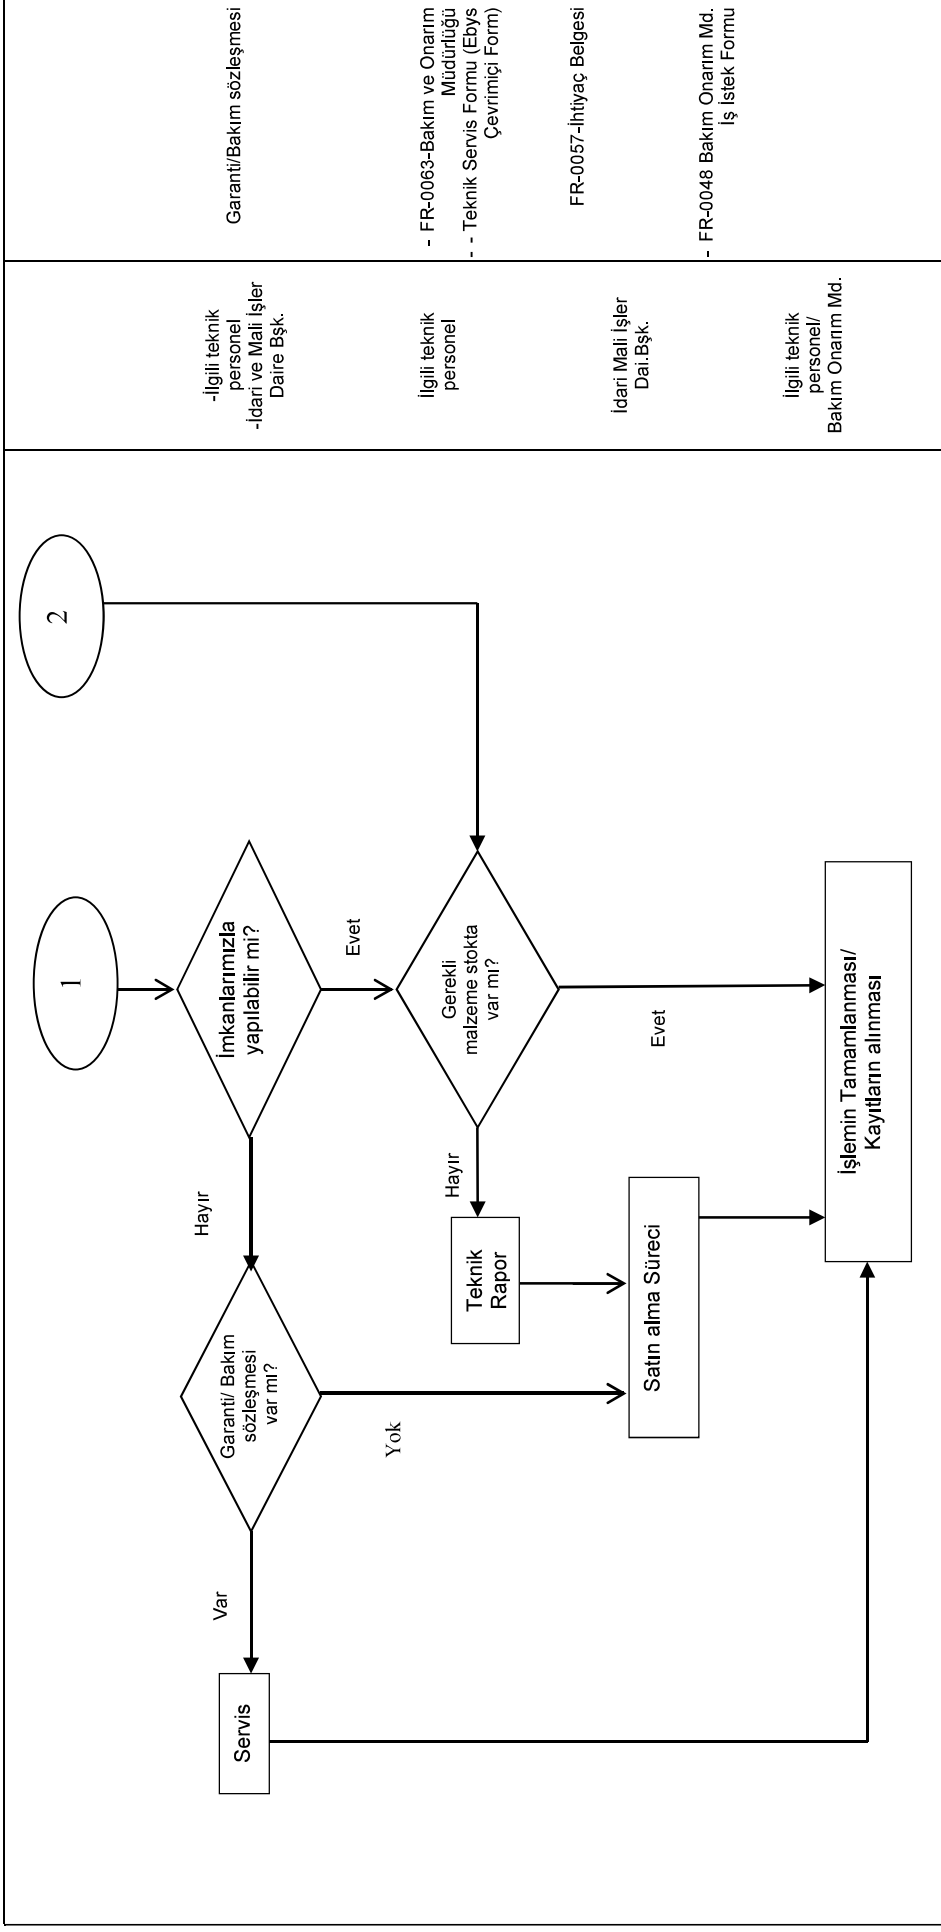 2
1
İmkanlarımızla
yapılabilir mi?
Hayır
Evet
Garanti/ Bakım
sözleşmesi
var mı?
Var
Yok
Servis
Gerekli
malzeme stokta
var mı?
Hayır
Evet
Teknik
Rapor
Satın alma Süreci
İşlemin Tamamlanması/
Kayıtların alınması
-İlgili teknik
personel
-İdari ve Mali İşler
Daire Bşk.
İlgili teknik
personel
İdari Mali İşler
Dai.Bşk.
İlgili teknik
personel/
Bakım Onarım Md.
Garanti/Bakım sözleşmesi
- FR-0063-Bakım ve Onarım
Müdürlüğü
- - Teknik Servis Formu (Ebys
Çevrimiçi Form)
FR-0057-İhtiyaç Belgesi
- FR-0048 Bakım Onarım Md.
İş İstek Formu